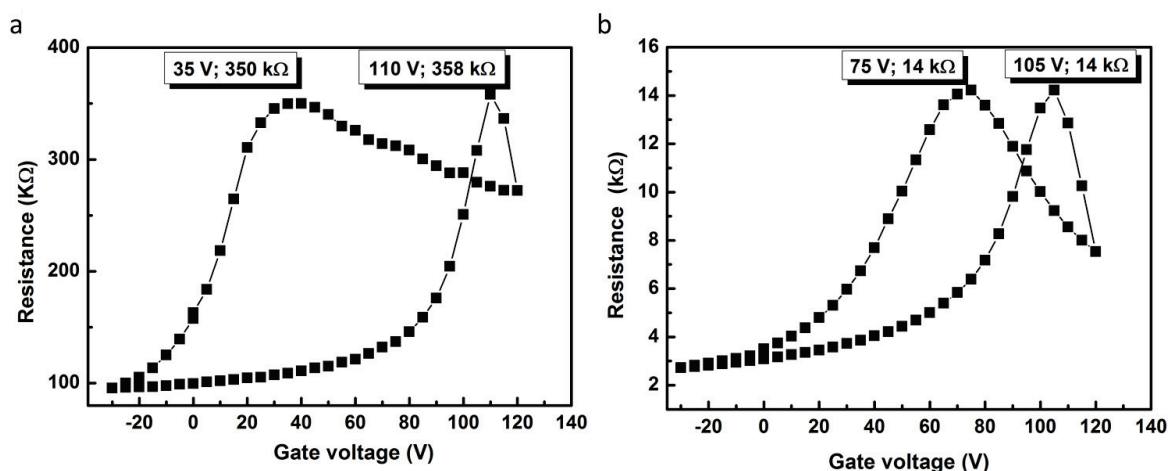 a
35 V; 350 kΩ
110 V; 358 kΩ
400
300
200
100
Resistance (KΩ)
-20 0 20 40 60 80 100 120 140
Gate voltage (V)
b
75 V; 14 kΩ
105 V; 14 kΩ
16
14
12
10
8
6
4
2
Resistance (kΩ)
-20 0 20 40 60 80 100 120 140
Gate voltage (V)